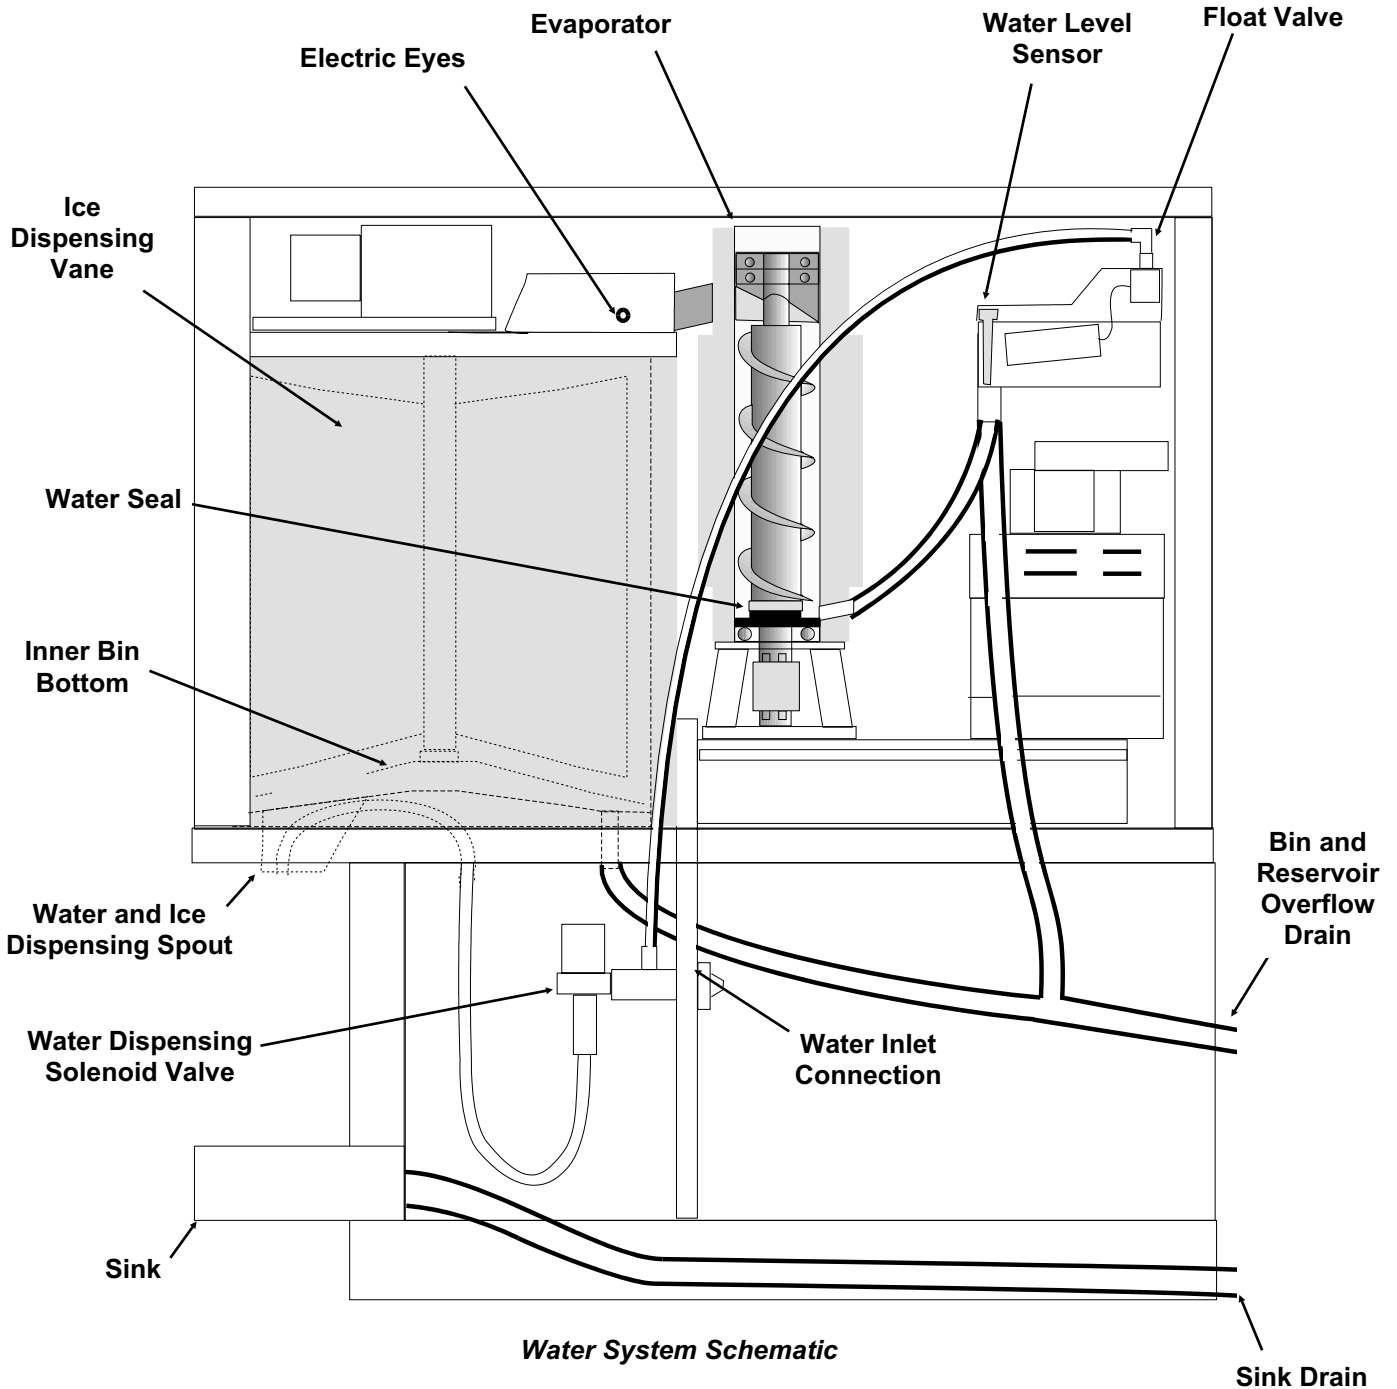 Evaporator
Water Level
Sensor
Float Valve
Electric Eyes
Ice
Dispensing
Vane
Water Seal
Inner Bin
Bottom
Water and Ice
Dispensing Spout
Bin and
Reservoir
Overflow
Drain
Water Dispensing
Solenoid Valve
Water Inlet
Connection
Sink
Water System Schematic
Sink Drain